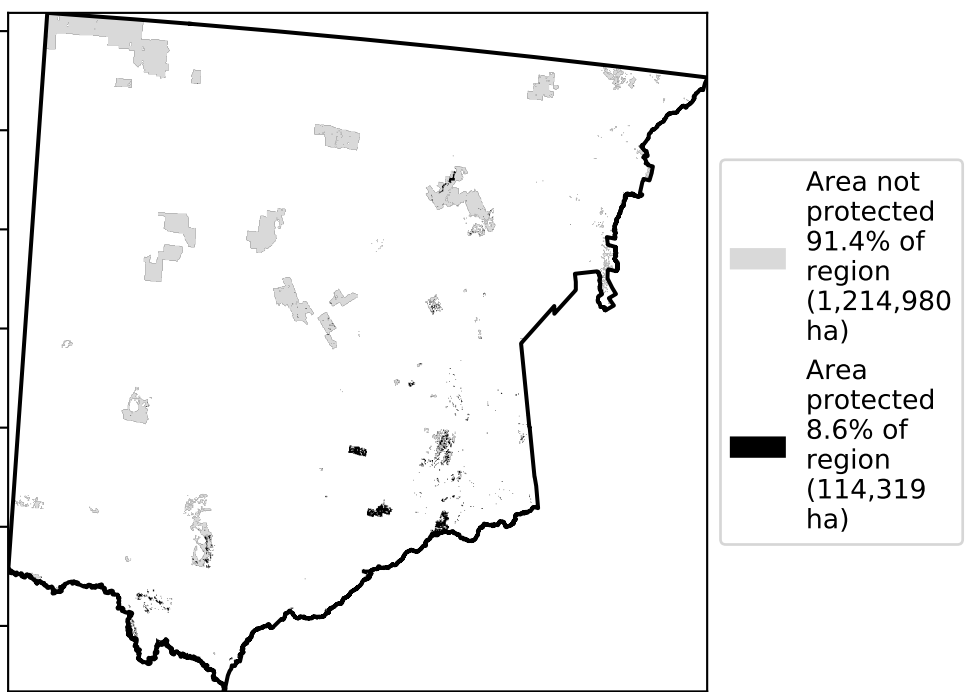 Area not
protected
91.4% of
region
(1,214,980
ha)
Area
protected
8.6% of
region
(114,319
ha)